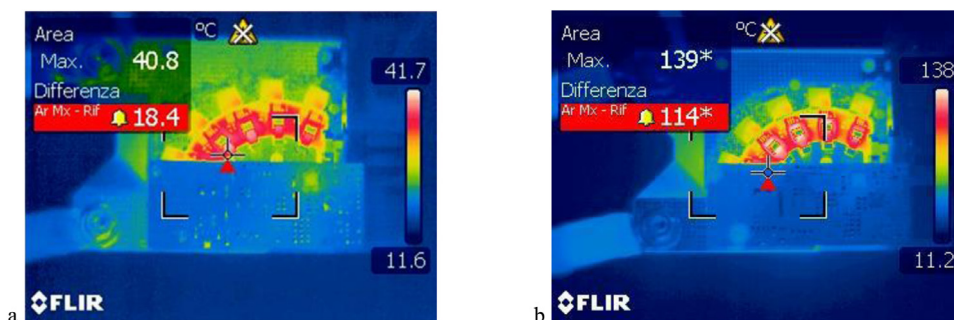 Area
°C
Max. 40.8
Differenza
Ar Mx - Rif 18.4
41.7
11.6
FLIR
a
Area
°C
Max. 139*
Differenza
Ar Mx - Rif 114*
138
11.2
FLIR
b